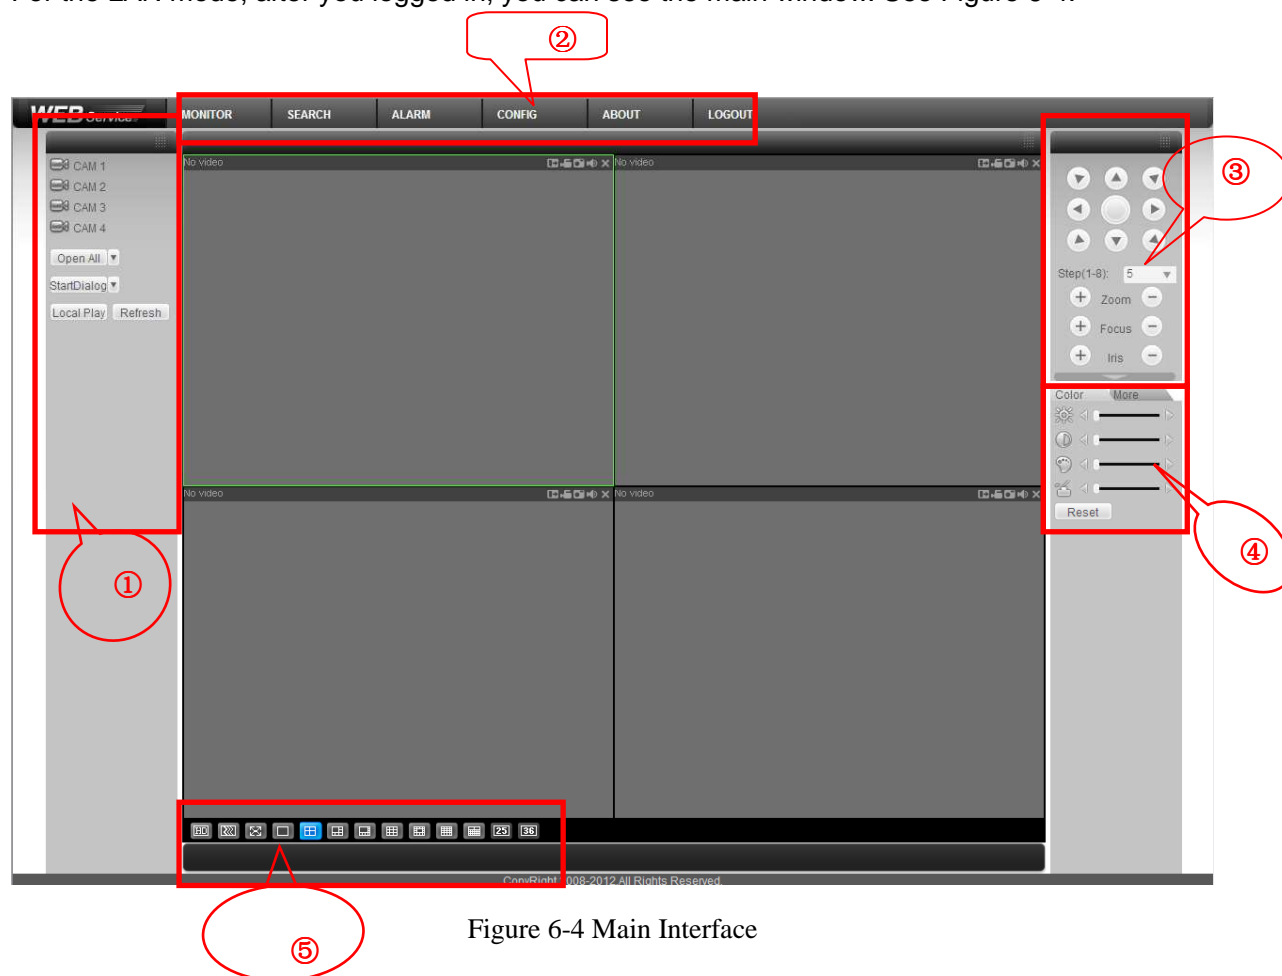 For the LAN mode, after you logged in, you can see the main window. See Figure 6-4.
②
WEB Service
MONITOR SEARCH ALARM CONFIG ABOUT LOGOUT
CAM 1
CAM 2
CAM 3
CAM 4
Open All
StartDialog
Local Play Refresh
①
No video
No video
No video
No video
③
Step(1-8): 5
Zoom
Focus
Iris
Color More
Reset
④
HD 25 36
CopyRight 2008-2012,All Rights Reserved.
⑤
Figure 6-4 Main Interface